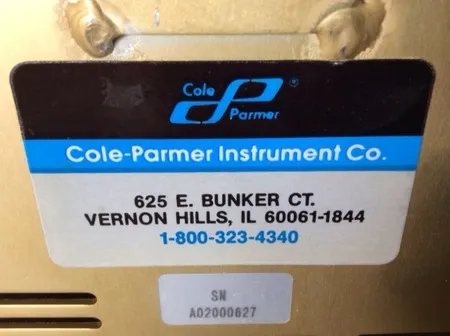 Cole
Parmer
®
Cole-Parmer Instrument Co.
625 E. BUNKER CT.
VERNON HILLS, IL 60061-1844
1-800-323-4340
SN
A02000627